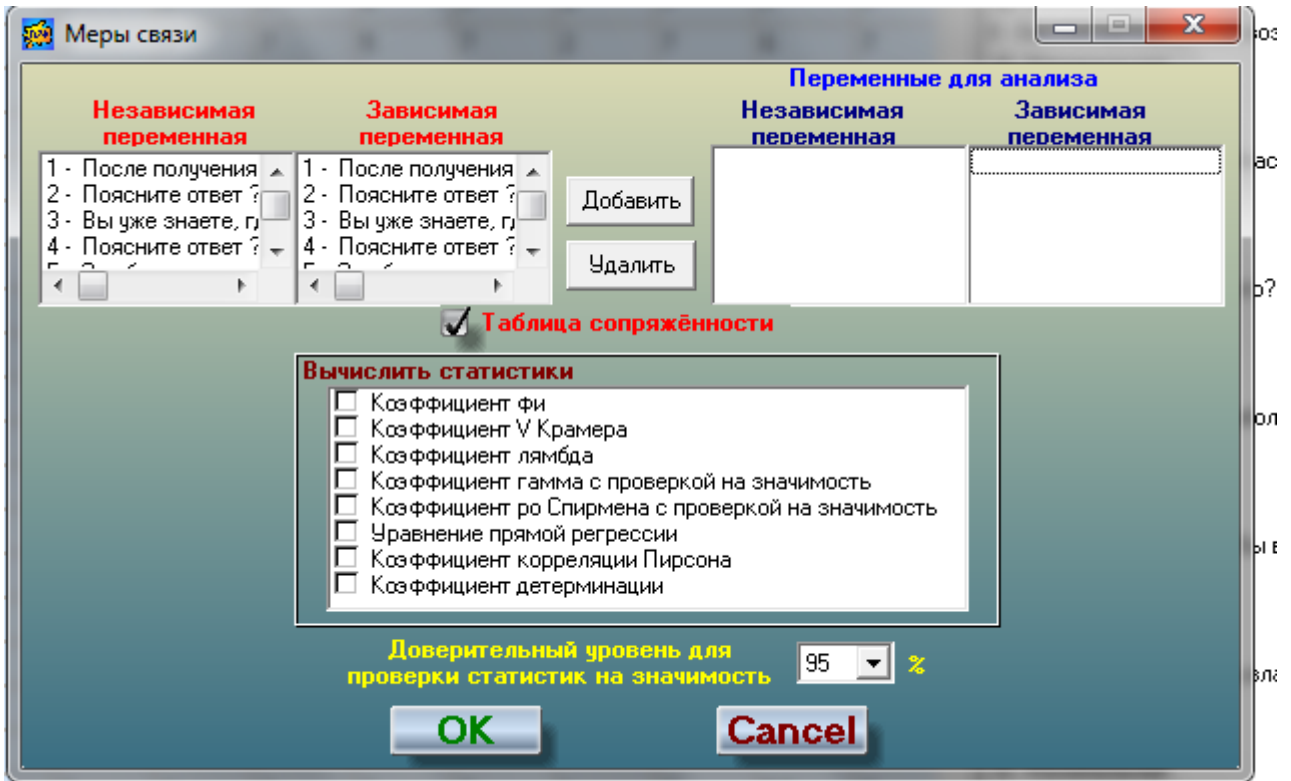 Меры связи
Переменные для анализа
Независимая
переменная
Зависимая
переменная
Независимая
переменная
Зависимая
переменная
1 - После получения
2 - Поясните ответ ?
3 - Вы уже знаете, гд
4 - Поясните ответ ?
1 - После получения
2 - Поясните ответ ?
3 - Вы уже знаете, гд
4 - Поясните ответ ?
Добавить
Удалить
Таблица сопряжённости
Вычислить статистики
Коэффициент фи
Коэффициент V Крамера
Коэффициент лямбда
Коэффициент гамма с проверкой на значимость
Коэффициент ро Спирмена с проверкой на значимость
Уравнение прямой регрессии
Коэффициент корреляции Пирсона
Коэффициент детерминации
Доверительный уровень для
проверки статистик на значимость
95 %
OK
Cancel